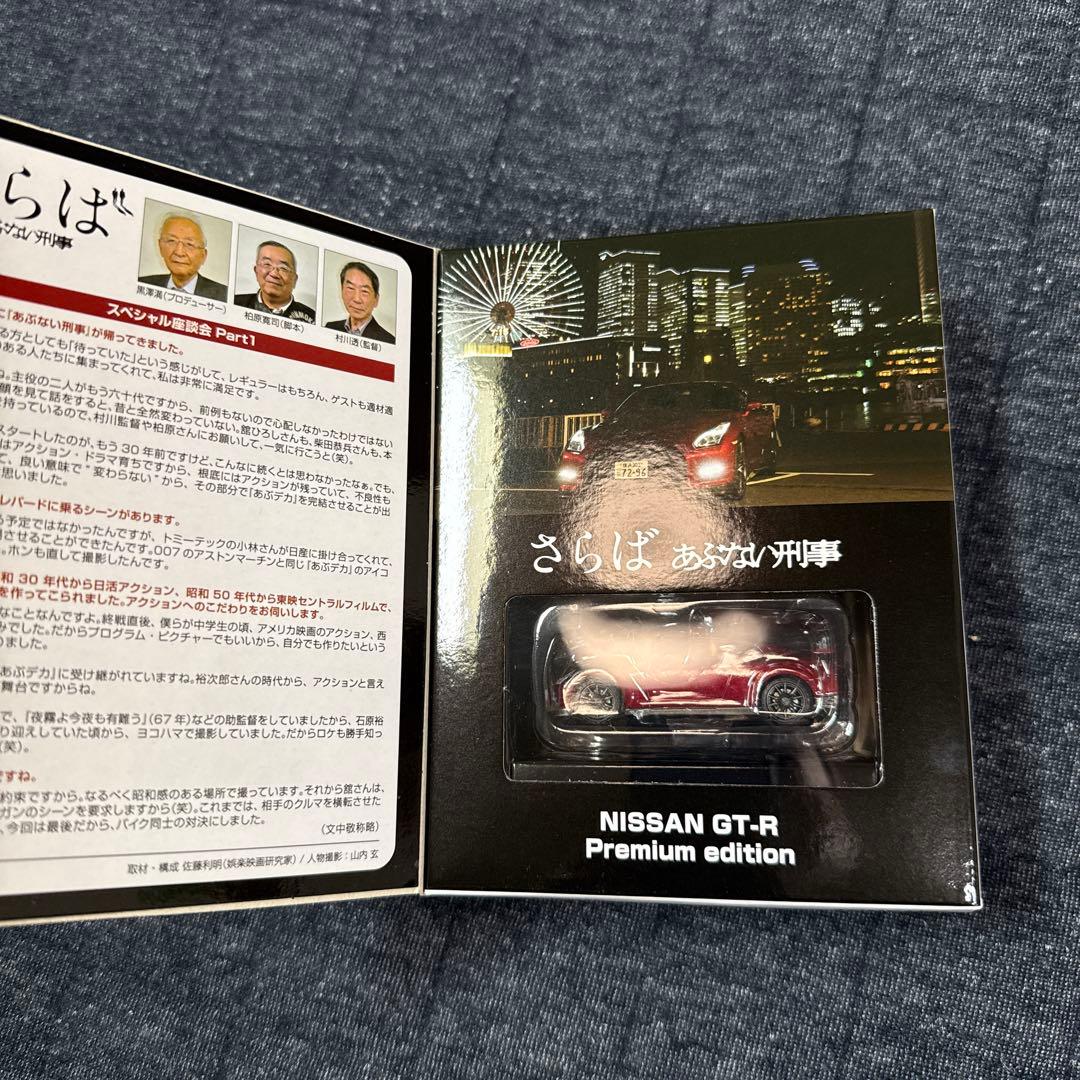 らば
ぶない刑事
黒澤満(プロデューサー)
柏原寛司(脚本)
村川透(監督)
スペシャル座談会 Part1
に「あぶない刑事」が帰ってきました。
る方としても「待っていた」という感じがして、レギュラーはもちろん、ゲストも適材適
のある人たちに集まってくれて、私は非常に満足です。
。主役の二人がもう六十代ですから、前例もないので心配しなかったわけではない
顔を見て話をすると、昔と全然変わっていない。舘ひろしさんも、柴田恭兵さんも、本
持っているので、村川監督や柏原さんにお願いして、一気に行こうと(笑)。
スタートしたのが、もう30年前ですけど、こんなに続くとは思わなかったなぁ。でも、
はアクション・ドラマ育ちですから、根底にはアクションが残っていて、不良性も
て、良い意味で"変わらない"から、その部分で「あぶデカ」を完結させることが出
思いました。
レパードに乗るシーンがあります。
予定ではなかったんですが、トミーテックの小林さんが日産に掛け合ってくれて、
させることができたんです。007のアストンマーチンと同じ「あぶデカ」のアイコ
。ホンも直して撮影したんです。
和30年代から日活アクション、昭和50年代から東映セントラルフィルムで、
を作ってこられました。アクションへのこだわりをお伺いします。
なことなんですよ。終戦直後、僕らが中学生の頃、アメリカ映画のアクション、西
みでした。だからプログラム・ピクチャーでもいいから、自分でも作りたいという
りました。
あぶデカ」に受け継がれていますね。裕次郎さんの時代から、アクションと言え
舞台ですからね。
で、「夜霧よ今夜も有難う」(67年)などの助監督をしていましたから、石原裕
り迎えしていた頃から、ヨコハマで撮影していました。だからロケも勝手知っ
(笑)。
ですね。
約束ですから。なるべく昭和感のある場所で撮っています。それから舘さんは、
ガンのシーンを要求しますから(笑)。これまでは、相手のクルマを横転させた
、今回は最後だから、バイク同士の対決にしました。
(文中敬称略)
取材・構成 佐藤利明(娯楽映画研究家) / 人物撮影:山内 玄
72-96
さらば あぶない刑事
NISSAN GT-R
Premium edition